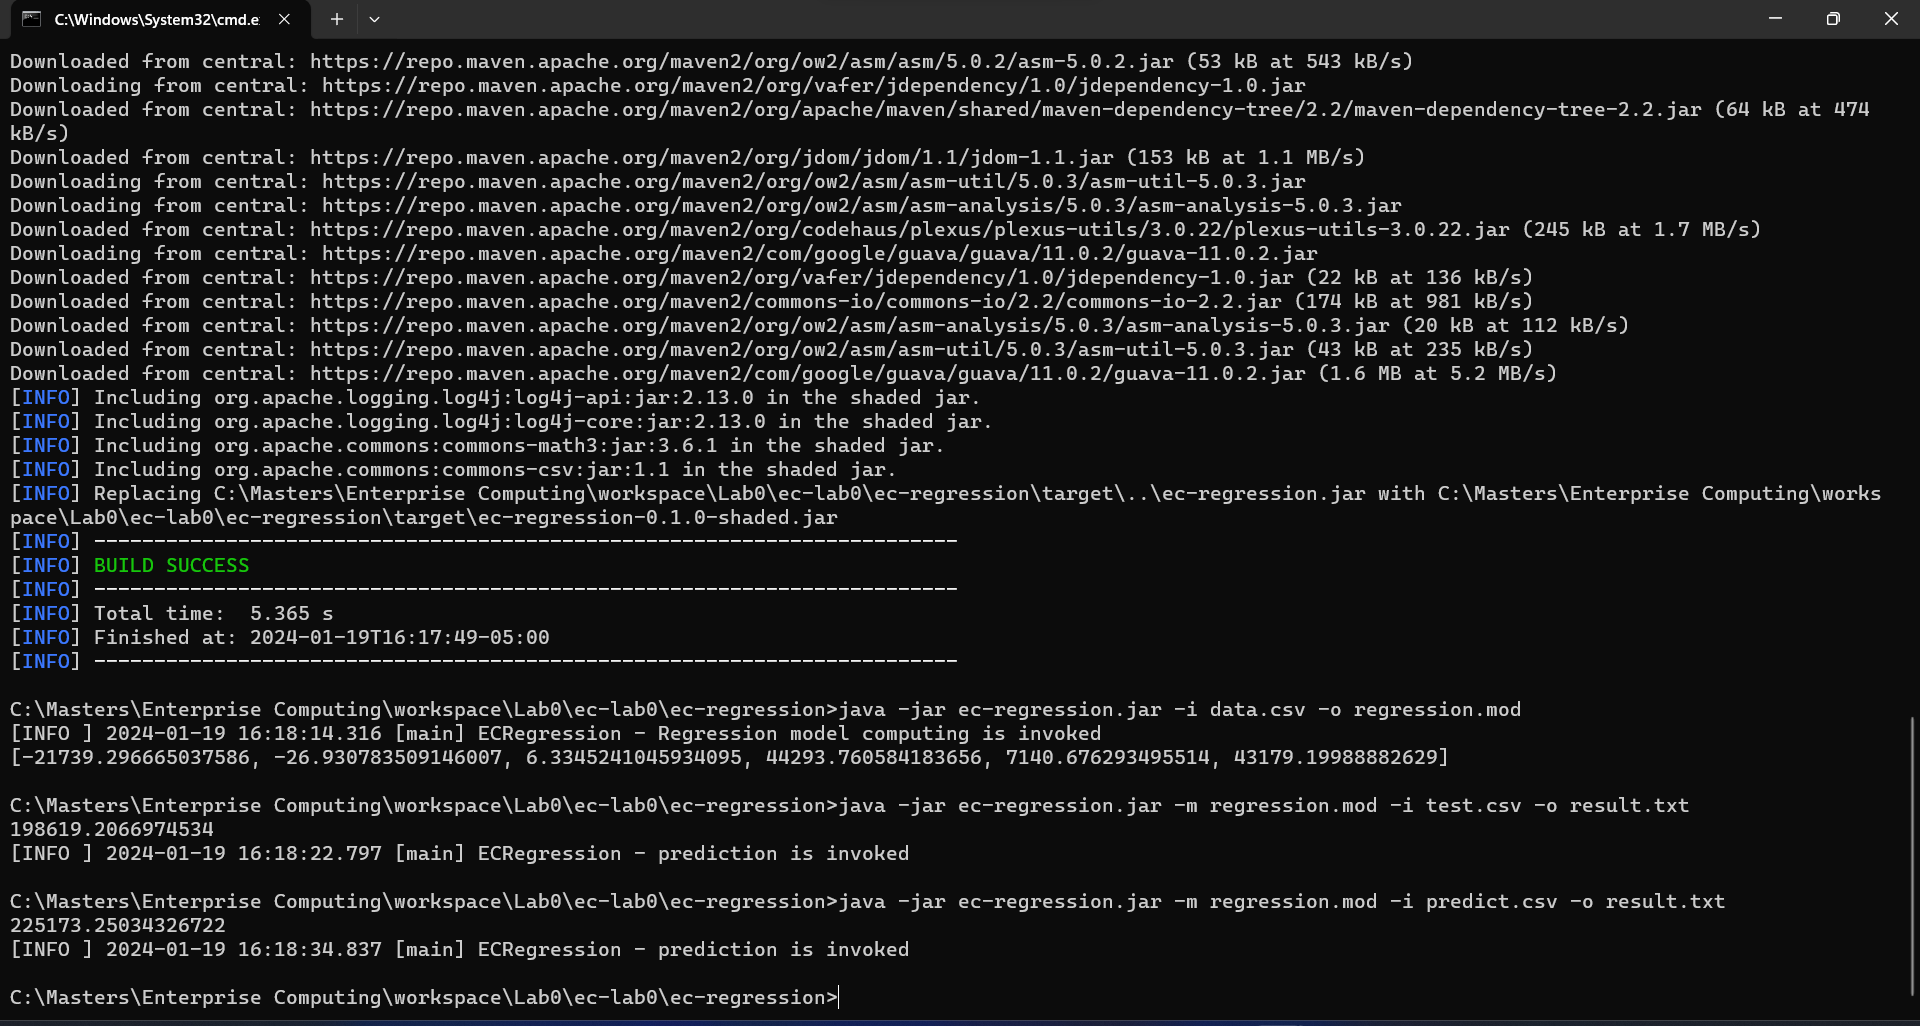 C:\Windows\System32\cmd.e
Downloaded from central: https://repo.maven.apache.org/maven2/org/ow2/asm/asm/5.0.2/asm-5.0.2.jar (53 kB at 543 kB/s)
Downloading from central: https://repo.maven.apache.org/maven2/org/vafer/jdependency/1.0/jdependency-1.0.jar
Downloaded from central: https://repo.maven.apache.org/maven2/org/apache/maven/shared/maven-dependency-tree/2.2/maven-dependency-tree-2.2.jar (64 kB at 474
kB/s)
Downloaded from central: https://repo.maven.apache.org/maven2/org/jdom/jdom/1.1/jdom-1.1.jar (153 kB at 1.1 MB/s)
Downloading from central: https://repo.maven.apache.org/maven2/org/ow2/asm/asm-util/5.0.3/asm-util-5.0.3.jar
Downloading from central: https://repo.maven.apache.org/maven2/org/ow2/asm/asm-analysis/5.0.3/asm-analysis-5.0.3.jar
Downloaded from central: https://repo.maven.apache.org/maven2/org/codehaus/plexus/plexus-utils/3.0.22/plexus-utils-3.0.22.jar (245 kB at 1.7 MB/s)
Downloading from central: https://repo.maven.apache.org/maven2/com/google/guava/guava/11.0.2/guava-11.0.2.jar
Downloaded from central: https://repo.maven.apache.org/maven2/org/vafer/jdependency/1.0/jdependency-1.0.jar (22 kB at 136 kB/s)
Downloaded from central: https://repo.maven.apache.org/maven2/commons-io/commons-io/2.2/commons-io-2.2.jar (174 kB at 981 kB/s)
Downloaded from central: https://repo.maven.apache.org/maven2/org/ow2/asm/asm-analysis/5.0.3/asm-analysis-5.0.3.jar (20 kB at 112 kB/s)
Downloaded from central: https://repo.maven.apache.org/maven2/org/ow2/asm/asm-util/5.0.3/asm-util-5.0.3.jar (43 kB at 235 kB/s)
Downloaded from central: https://repo.maven.apache.org/maven2/com/google/guava/guava/11.0.2/guava-11.0.2.jar (1.6 MB at 5.2 MB/s)
[INFO] Including org.apache.logging.log4j:log4j-api:jar:2.13.0 in the shaded jar.
[INFO] Including org.apache.logging.log4j:log4j-core:jar:2.13.0 in the shaded jar.
[INFO] Including org.apache.commons:commons-math3:jar:3.6.1 in the shaded jar.
[INFO] Including org.apache.commons:commons-csv:jar:1.1 in the shaded jar.
[INFO] Replacing C:\Masters\Enterprise Computing\workspace\Lab0\ec-lab0\ec-regression\target\..\ec-regression.jar with C:\Masters\Enterprise Computing\works
pace\Lab0\ec-lab0\ec-regression\target\ec-regression-0.1.0-shaded.jar
[INFO] ------------------------------------------------------------------------
[INFO] BUILD SUCCESS
[INFO] ------------------------------------------------------------------------
[INFO] Total time:  5.365 s
[INFO] Finished at: 2024-01-19T16:17:49-05:00
[INFO] ------------------------------------------------------------------------
C:\Masters\Enterprise Computing\workspace\Lab0\ec-lab0\ec-regression>java -jar ec-regression.jar -i data.csv -o regression.mod
[INFO ] 2024-01-19 16:18:14.316 [main] ECRegression - Regression model computing is invoked
[-21739.296665037586, -26.930783509146007, 6.3345241045934095, 44293.760584183656, 7140.676293495514, 43179.19988882629]
C:\Masters\Enterprise Computing\workspace\Lab0\ec-lab0\ec-regression>java -jar ec-regression.jar -m regression.mod -i test.csv -o result.txt
198619.2066974534
[INFO ] 2024-01-19 16:18:22.797 [main] ECRegression - prediction is invoked
C:\Masters\Enterprise Computing\workspace\Lab0\ec-lab0\ec-regression>java -jar ec-regression.jar -m regression.mod -i predict.csv -o result.txt
225173.25034326722
[INFO ] 2024-01-19 16:18:34.837 [main] ECRegression - prediction is invoked
C:\Masters\Enterprise Computing\workspace\Lab0\ec-lab0\ec-regression>